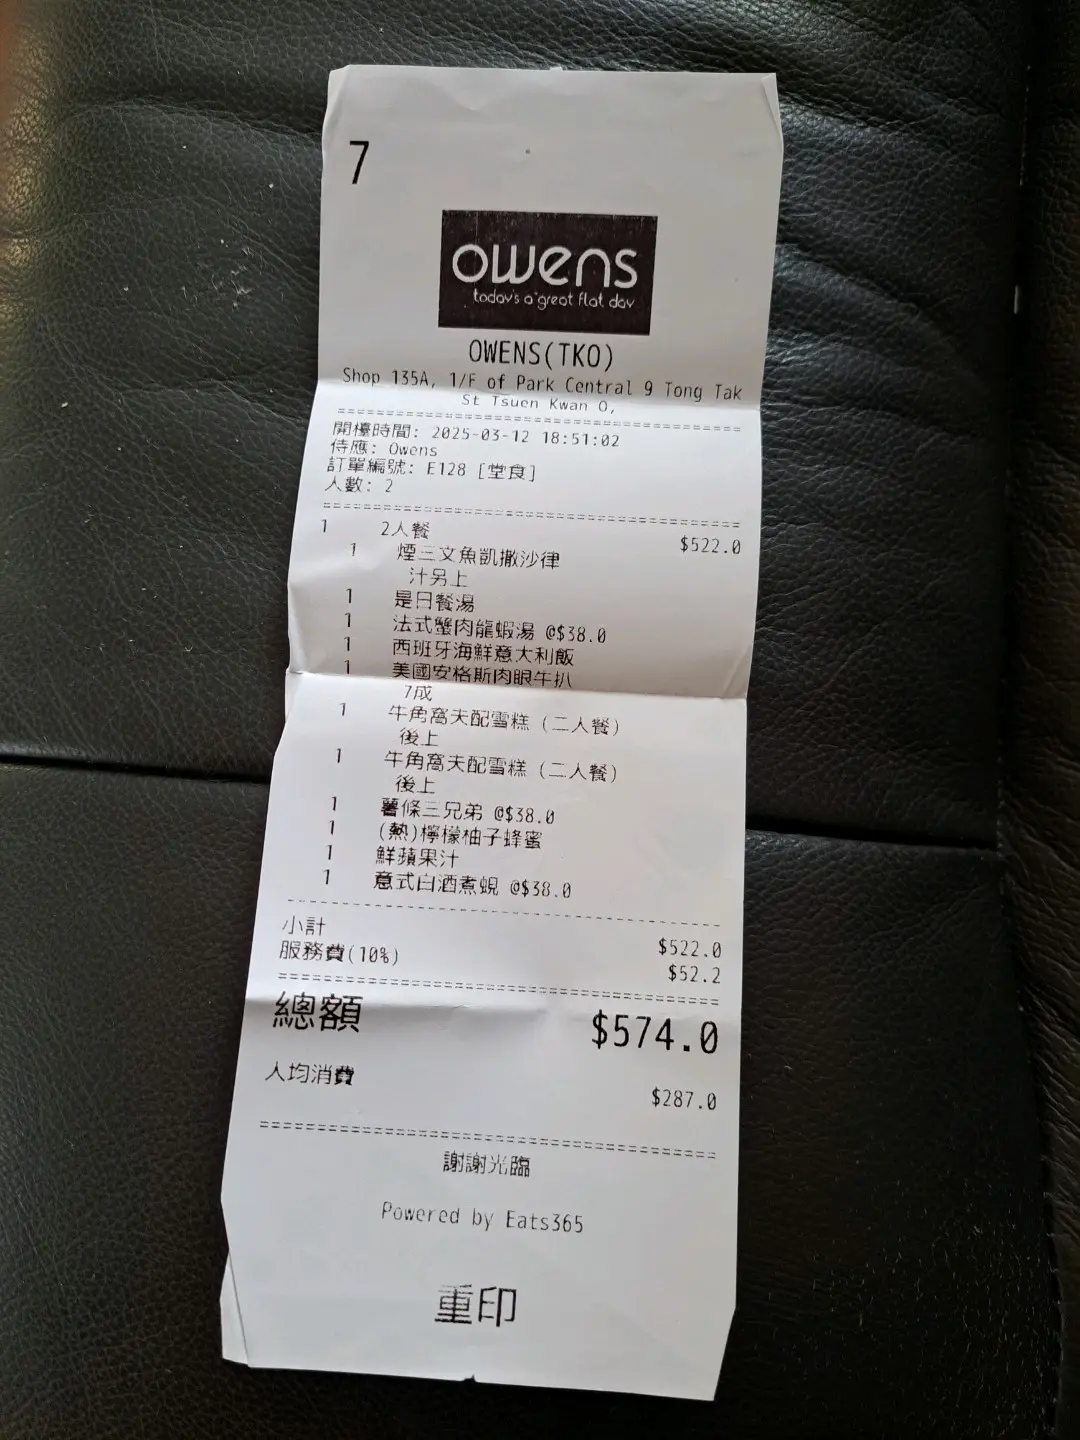 7
owens
today's a great flat day
OWENS(TKO)
Shop 135A, 1/F of Park Central 9 Tong Tak
St Tsuen Kwan O,
開檯時間: 2025-03-12 18:51:02
侍應: Owens
訂單編號: E128 [堂食]
人數: 2
1 2人餐 $522.0
1 煙三文魚凱撒沙律
汁另上
1 是日餐湯
1 法式蟹肉龍蝦湯 @$38.0
1 西班牙海鮮意大利飯
1 美國安格斯肉眼牛扒
7成
1 牛角窩夫配雪糕 (二人餐)
後上
1 牛角窩夫配雪糕 (二人餐)
後上
1 薯條三兄弟 @$38.0
1 (熱)檸檬柚子蜂蜜
1 鮮蘋果汁
1 意式白酒煮蜆 @$38.0
小計 $522.0
服務費(10%) $52.2
總額 $574.0
人均消費 $287.0
謝謝光臨
Powered by Eats365
重印